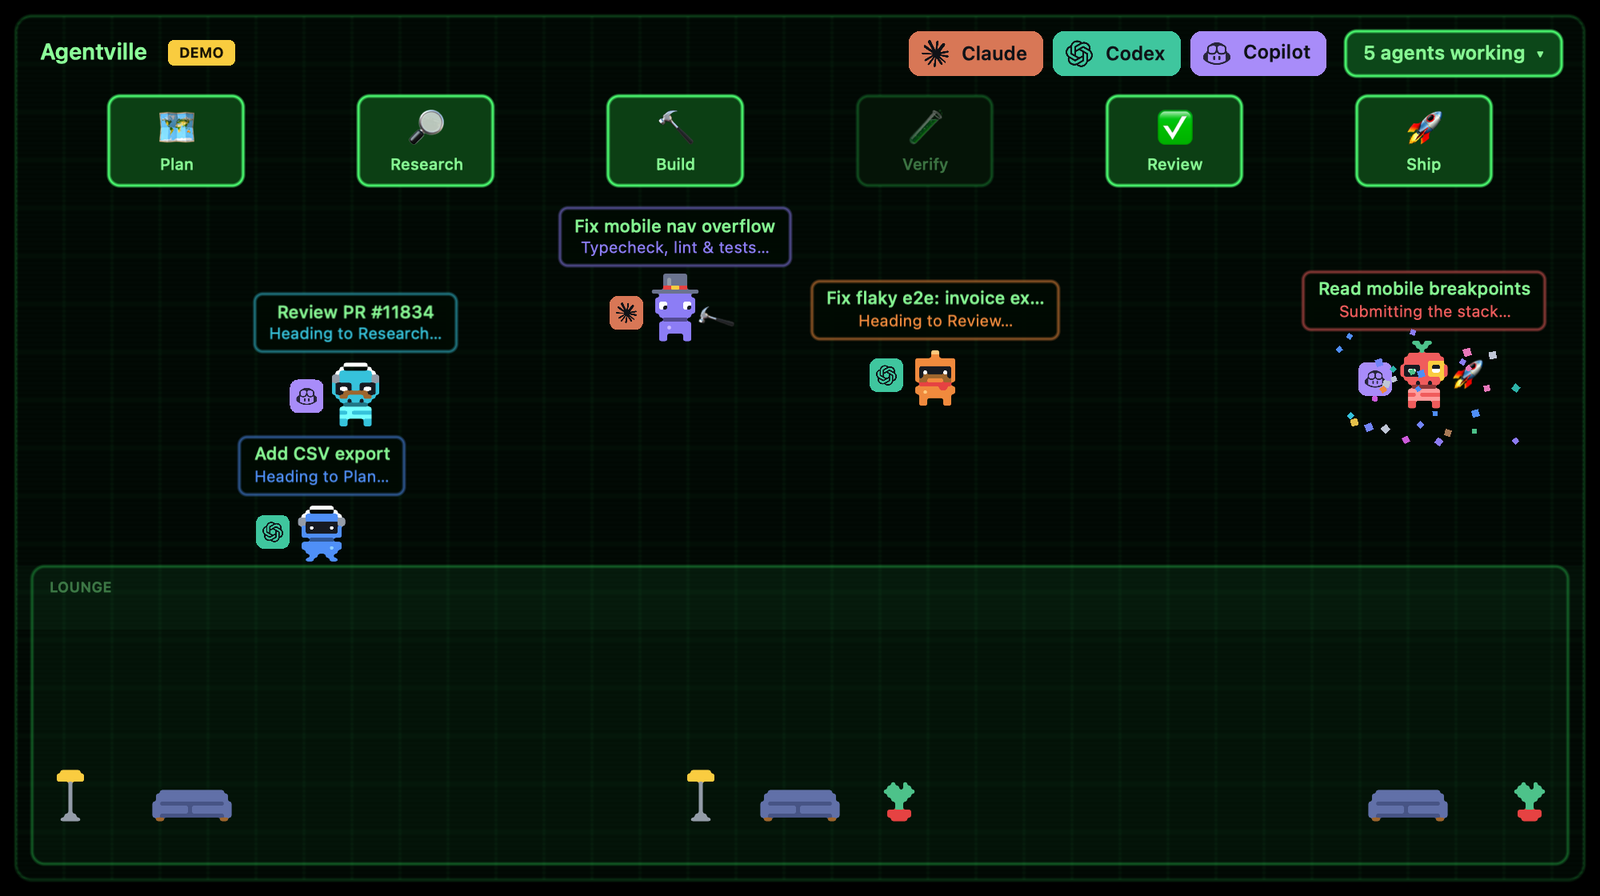 Agentville
DEMO
Claude
Codex
Copilot
5 agents working
Plan
Research
Build
Verify
Review
Ship
Fix mobile nav overflow
Typecheck, lint & tests...
Fix flaky e2e: invoice ex...
Heading to Review...
Read mobile breakpoints
Submitting the stack...
Review PR #11834
Heading to Research...
Add CSV export
Heading to Plan...
LOUNGE